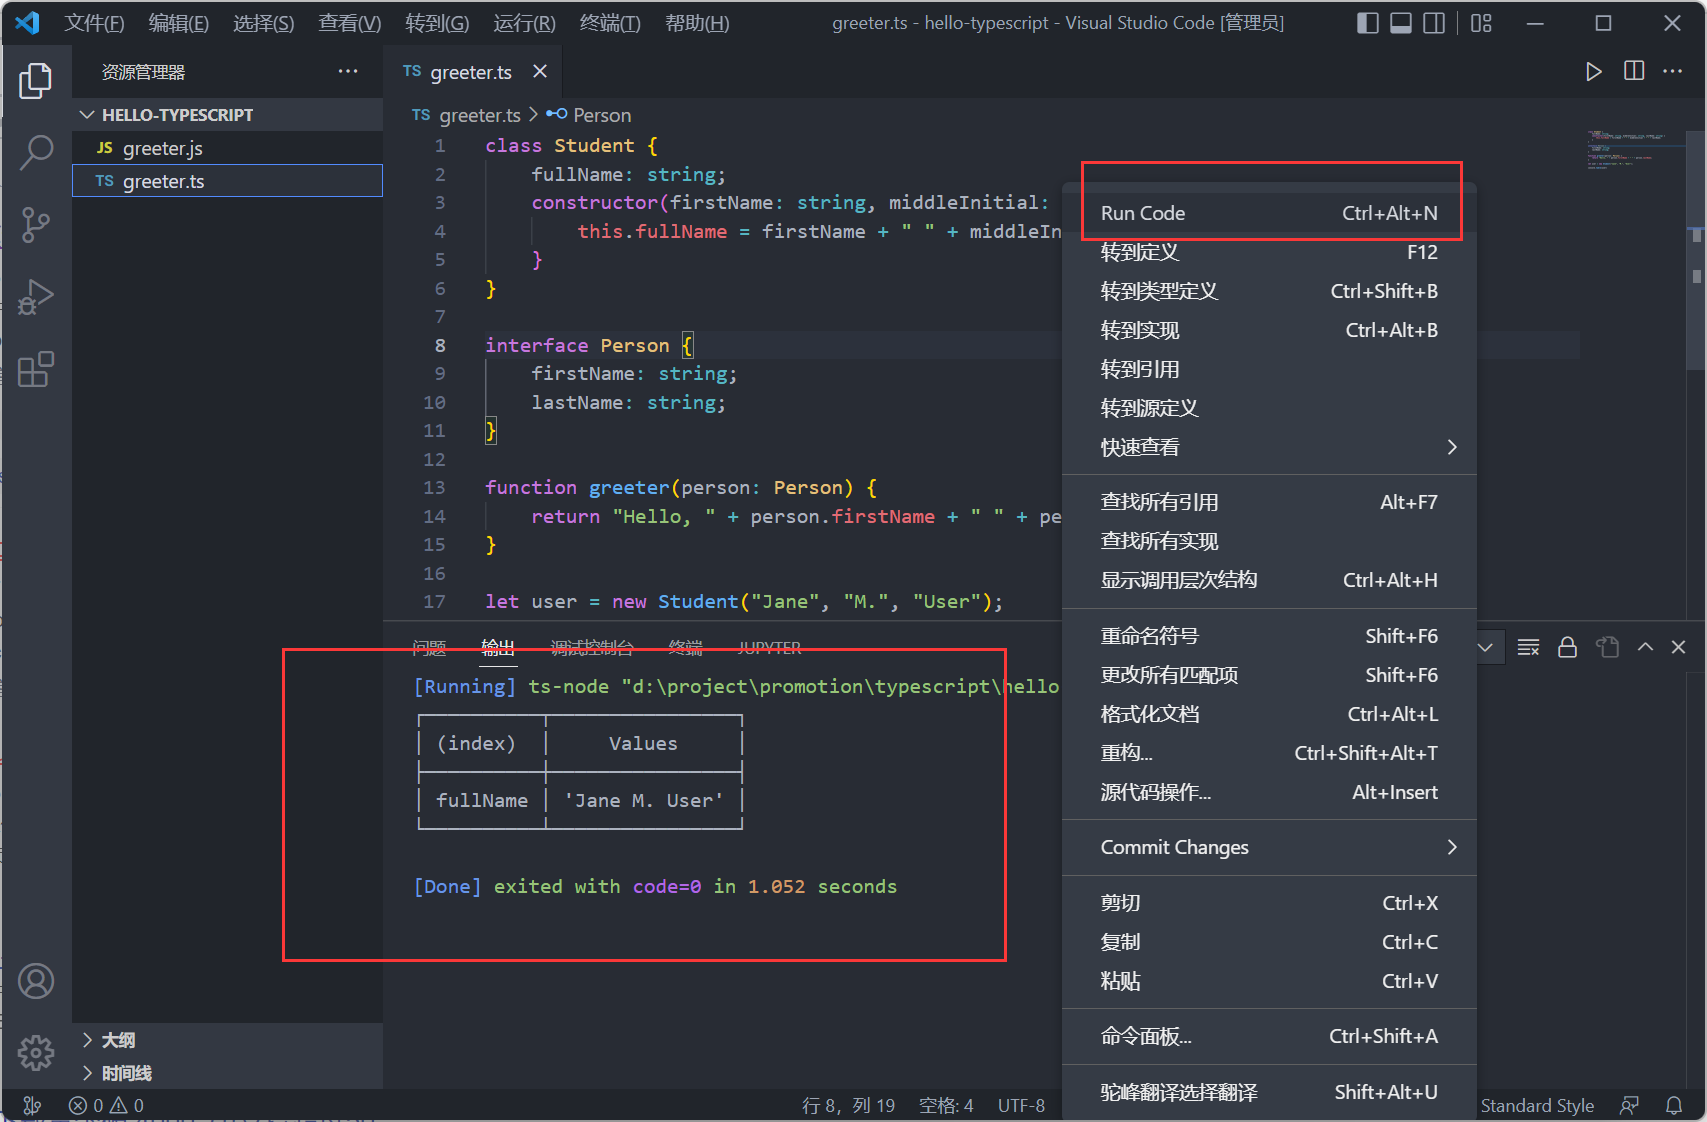 文件(F) 编辑(E) 选择(S) 查看(V) 转到(G) 运行(R) 终端(T) 帮助(H) greeter.ts - hello-typescript - Visual Studio Code [管理员]
资源管理器 ···
TS greeter.ts
HELLO-TYPESCRIPT
JS greeter.js
TS greeter.ts
TS greeter.ts > Person
1 class Student {
2 fullName: string;
3 constructor(firstName: string, middleInitial:
4 this.fullName = firstName + " " + middleIn
5 }
6 }
7
8 interface Person {
9 firstName: string;
10 lastName: string;
11 }
12
13 function greeter(person: Person) {
14 return "Hello, " + person.firstName + " " + pe
15 }
16
17 let user = new Student("Jane", "M.", "User");
问题 输出 调试控制台 终端 JUPYTER
[Running] ts-node "d:\project\promotion\typescript\hello
(index) Values
fullName 'Jane M. User'
[Done] exited with code=0 in 1.052 seconds
Run Code Ctrl+Alt+N
转到定义 F12
转到类型定义 Ctrl+Shift+B
转到实现 Ctrl+Alt+B
转到引用
转到源定义
快速查看
查找所有引用 Alt+F7
查找所有实现
显示调用层次结构 Ctrl+Alt+H
重命名符号 Shift+F6
更改所有匹配项 Shift+F6
格式化文档 Ctrl+Alt+L
重构... Ctrl+Shift+Alt+T
源代码操作... Alt+Insert
Commit Changes
剪切 Ctrl+X
复制 Ctrl+C
粘贴 Ctrl+V
命令面板... Ctrl+Shift+A
驼峰翻译选择翻译 Shift+Alt+U
大纲
时间线
0 0 行 8，列 19 空格: 4 UTF-8 Standard Style